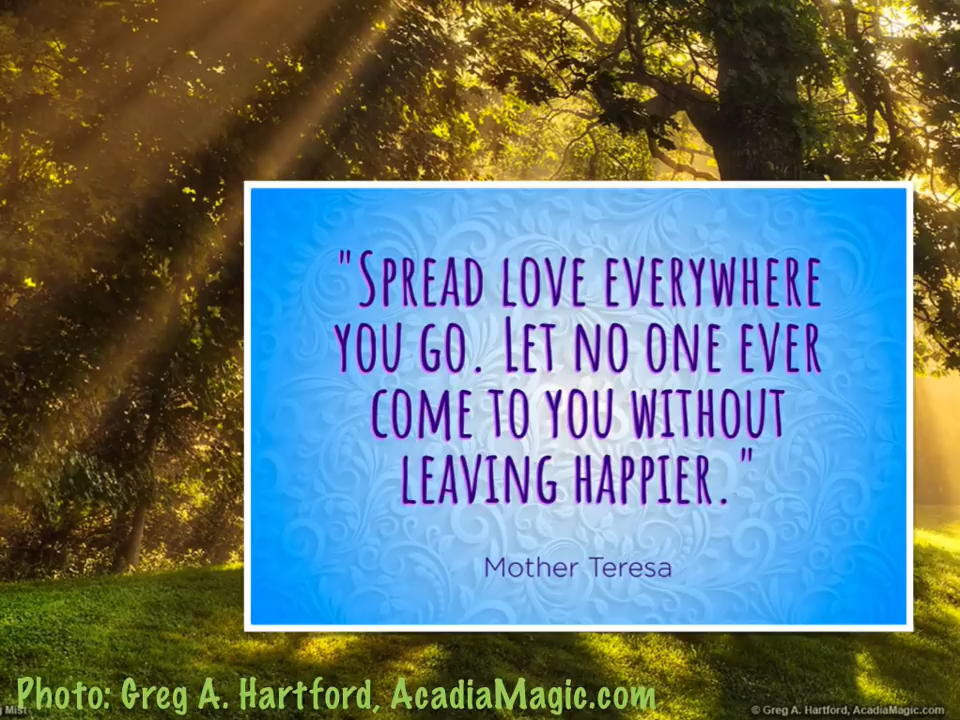 "Spread love everywhere
you go. Let no one ever
come to you without
leaving happier."
Mother Teresa
Photo: Greg A. Hartford, AcadiaMagic.com
Mist
© Greg A. Hartford, AcadiaMagic.com